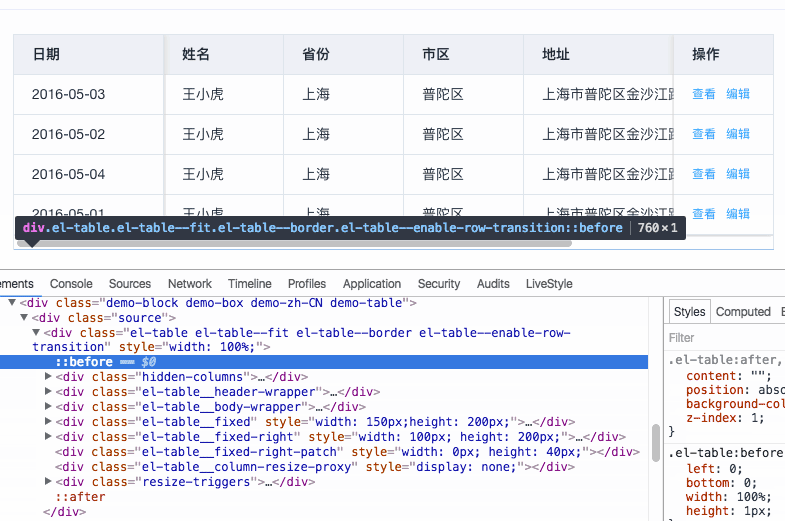 日期 姓名 省份 市区 地址 操作
2016-05-03 王小虎 上海 普陀区 上海市普陀区金沙江路 查看 编辑
2016-05-02 王小虎 上海 普陀区 上海市普陀区金沙江路 查看 编辑
2016-05-04 王小虎 上海 普陀区 上海市普陀区金沙江路 查看 编辑
2016-05-01 王小虎 上海 普陀区 上海市普陀区金沙江路 查看 编辑
div.el-table.el-table--fit.el-table--border.el-table--enable-row-transition::before 760×1
ements Console Sources Network Timeline Profiles Application Security Audits LiveStyle
▼<div class="demo-block demo-box demo-zh-CN demo-table">
▼<div class="source">
▼<div class="el-table el-table--fit el-table--border el-table--enable-row-
transition" style="width: 100%;">
::before == $0
▶<div class="hidden-columns">…</div>
▶<div class="el-table__header-wrapper">…</div>
▶<div class="el-table__body-wrapper">…</div>
▶<div class="el-table__fixed" style="width: 150px;height: 200px;">…</div>
▶<div class="el-table__fixed-right" style="width: 100px; height: 200px;">…</div>
<div class="el-table__fixed-right-patch" style="width: 0px; height: 40px;"></div>
<div class="el-table__column-resize-proxy" style="display: none;"></div>
▶<div class="resize-triggers">…</div>
::after
</div>
Styles Computed E
Filter
.el-table:after,
content: "";
position: abso
background-col
z-index: 1;
}
.el-table:before
left: 0;
bottom: 0;
width: 100%;
height: 1px;